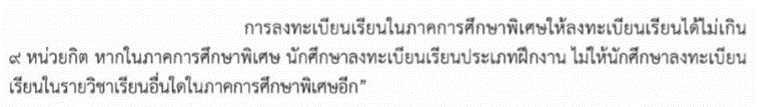 การลงทะเบียนเรียนในภาคการศึกษาพิเศษให้ลงทะเบียนเรียนได้ไม่เกิน
๙ หน่วยกิต หากในภาคการศึกษาพิเศษ นักศึกษาลงทะเบียนเรียนประเภทฝึกงาน ไม่ให้นักศึกษาลงทะเบียน
เรียนในรายวิชาเรียนอื่นใดในภาคการศึกษาพิเศษอีก”